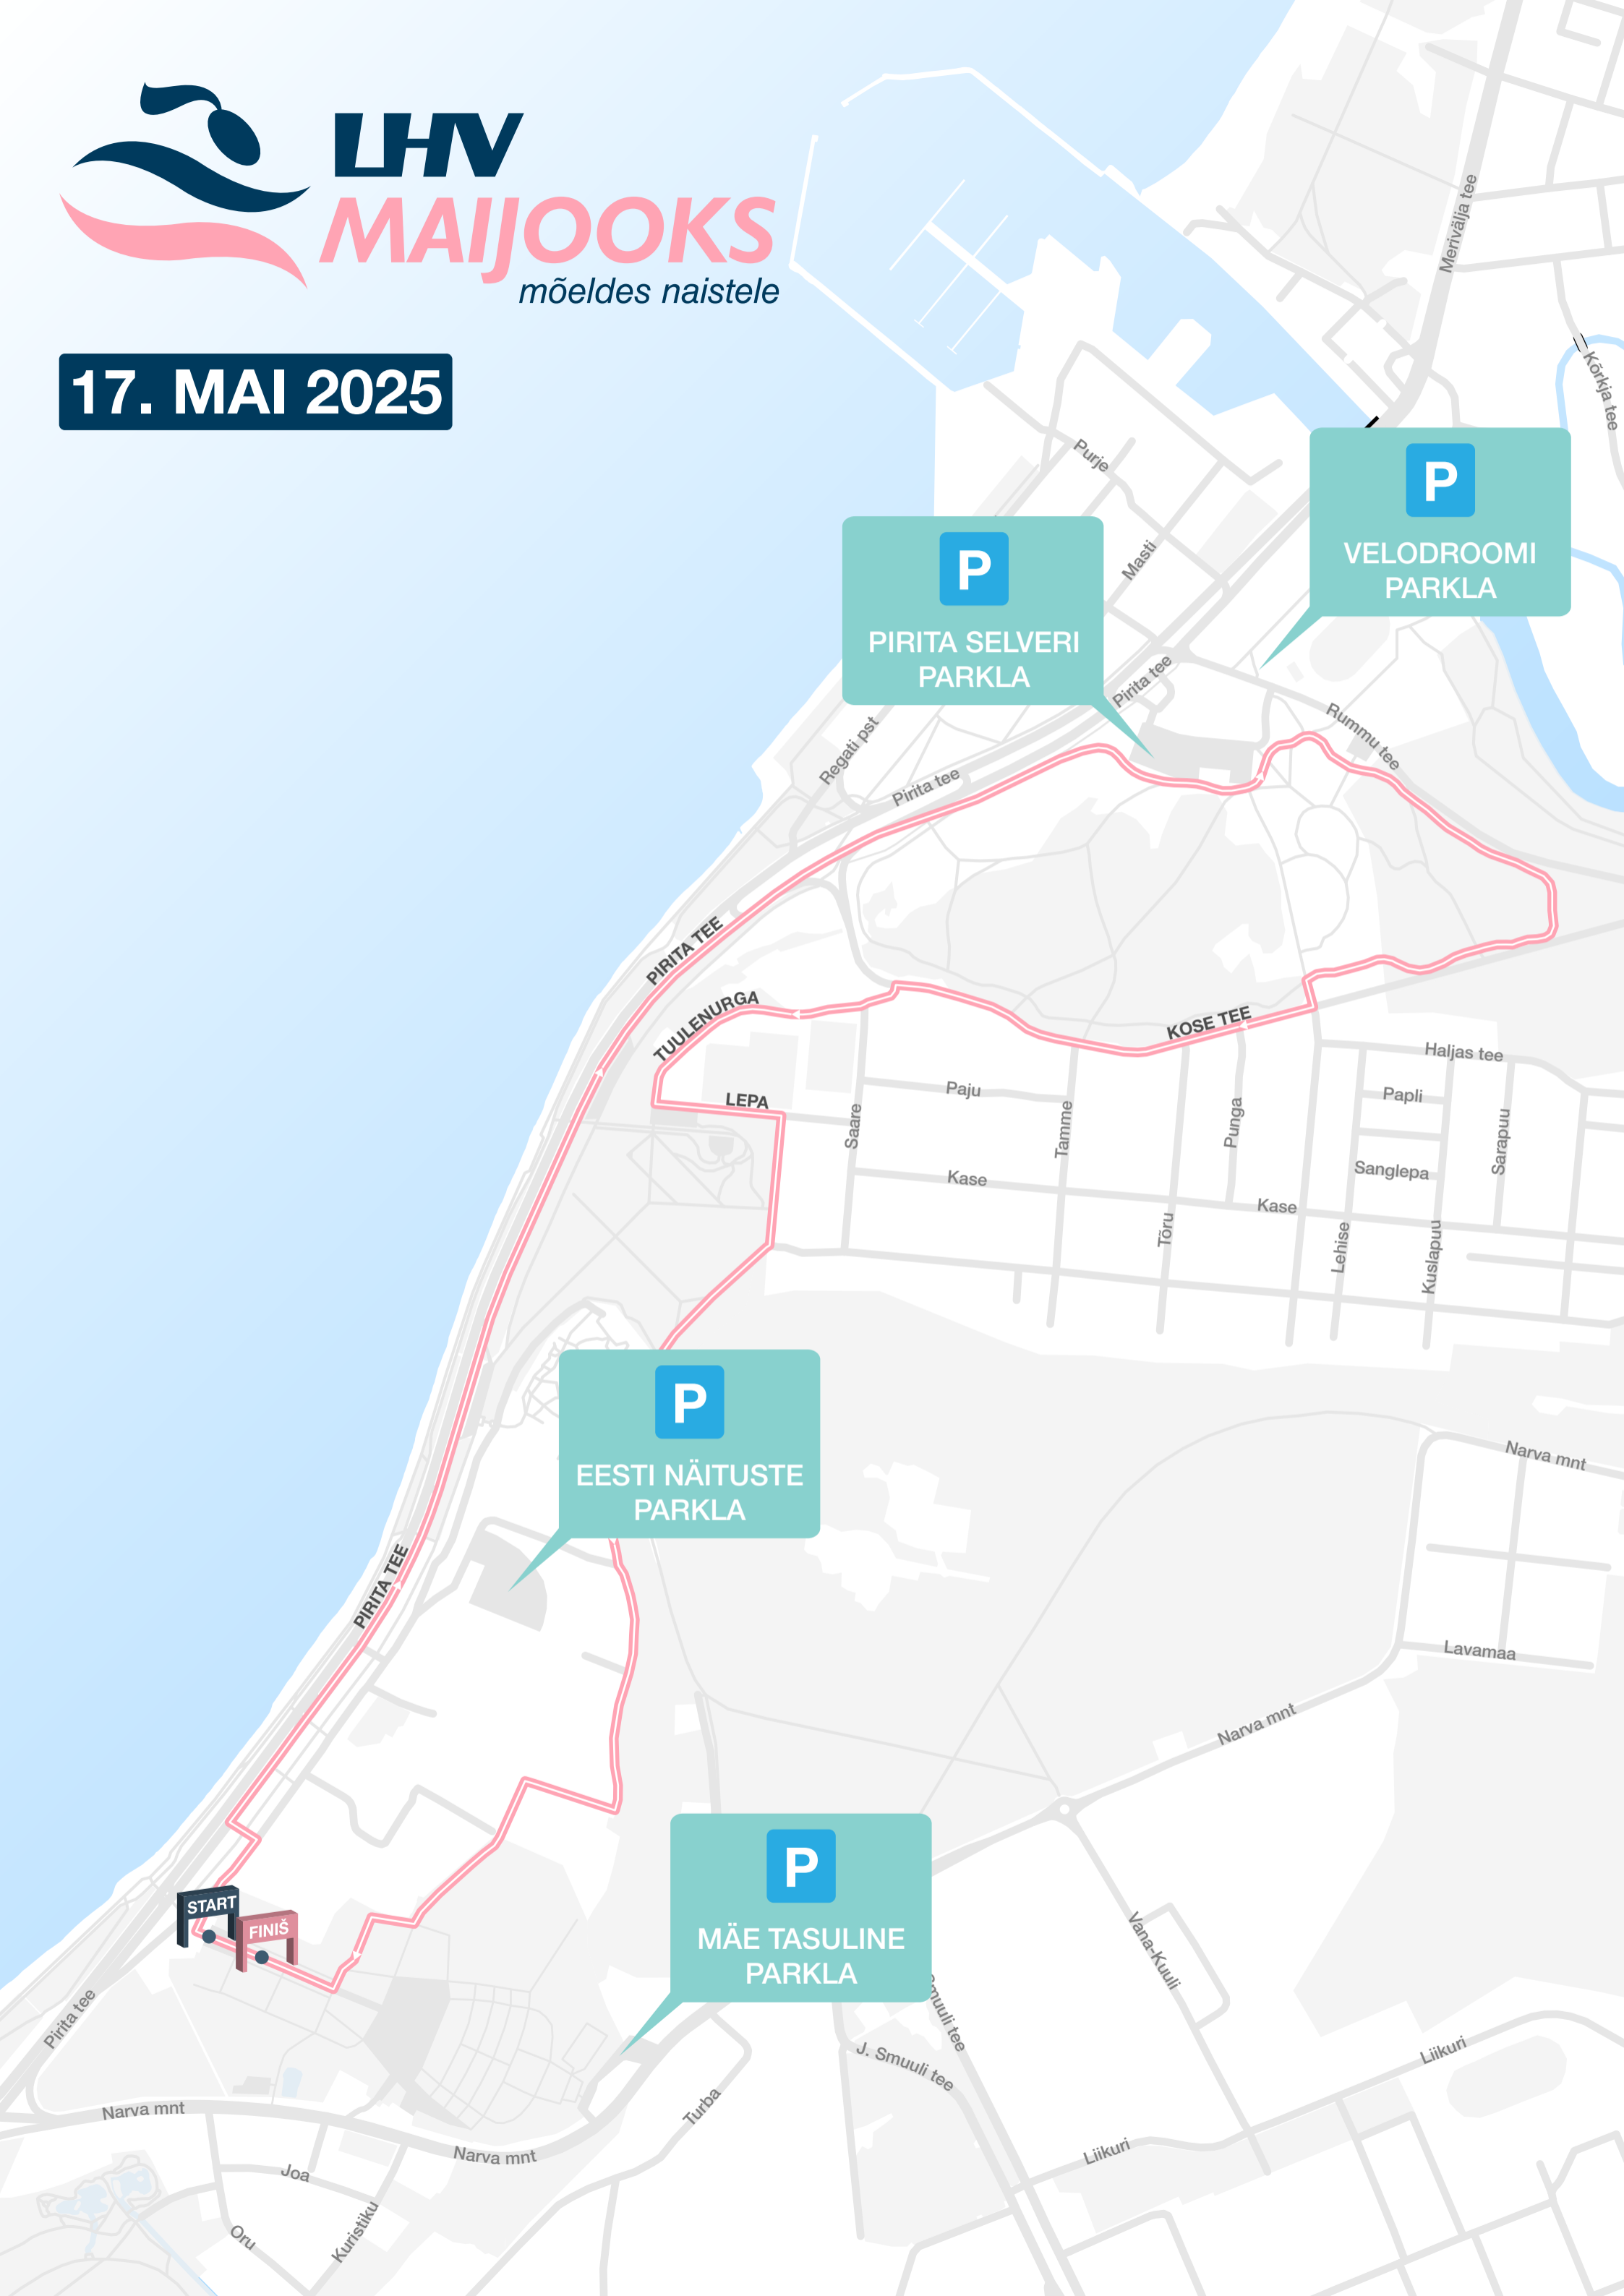 LHV
MAIJOOKS
mõeldes naistele
17. MAI 2025
Merivälja tee
Kõrkja tee
Purje
Masti
P
VELODROOMI
PARKLA
P
PIRITA SELVERI
PARKLA
Pirita tee
Rummu tee
Regati pst
Pirita tee
PIRITA TEE
TUULENURGA
KOSE TEE
LEPA
Haljas tee
Paju
Papli
Saare
Tamme
Punga
Sarapuu
Sanglepa
Kase
Kase
Tõru
Lehise
Kuslapuu
P
EESTI NÄITUSTE
PARKLA
Narva mnt
PIRITA TEE
Lavamaa
Narva mnt
P
MÄE TASULINE
PARKLA
START
FINIŠ
Vana-Kuuli
Pirita tee
muuli tee
J. Smuuli tee
Liikuri
Narva mnt
Turba
Narva mnt
Liikuri
Joa
Oru
Kuristiku